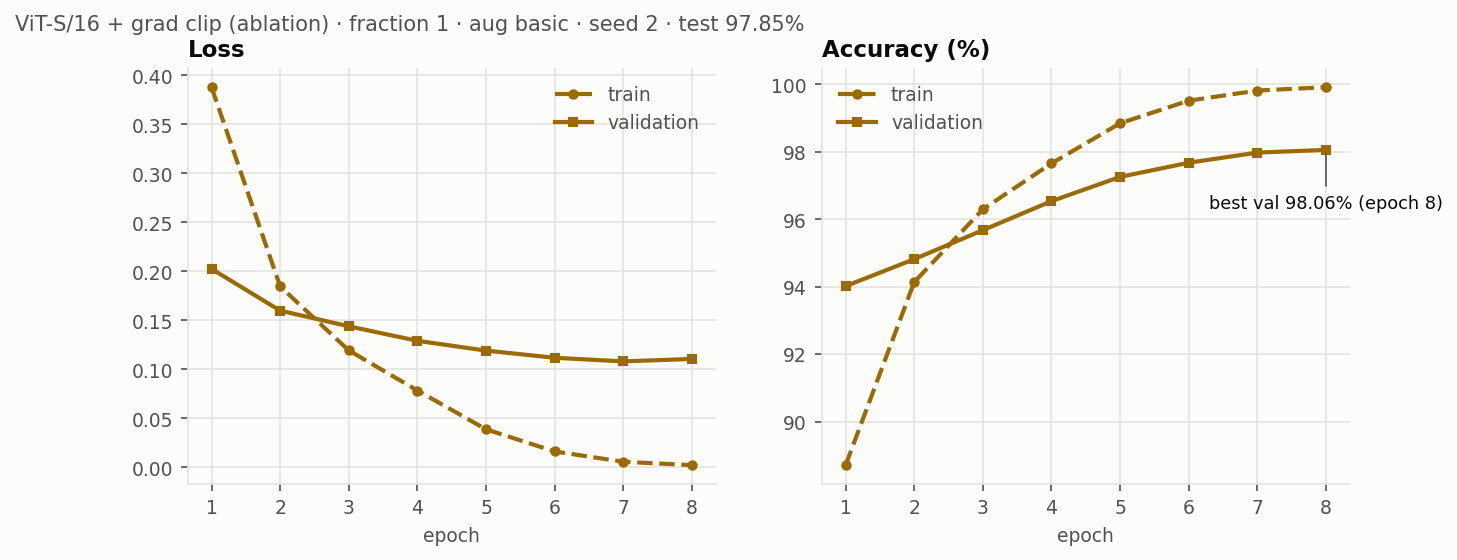 ViT-S/16 + grad clip (ablation) · fraction 1 · aug basic · seed 2 · test 97.85%
Loss
0.40
0.35
0.30
0.25
0.20
0.15
0.10
0.05
0.00
train
validation
1 2 3 4 5 6 7 8
epoch
Accuracy (%)
100
98
96
94
92
90
train
validation
best val 98.06% (epoch 8)
1 2 3 4 5 6 7 8
epoch